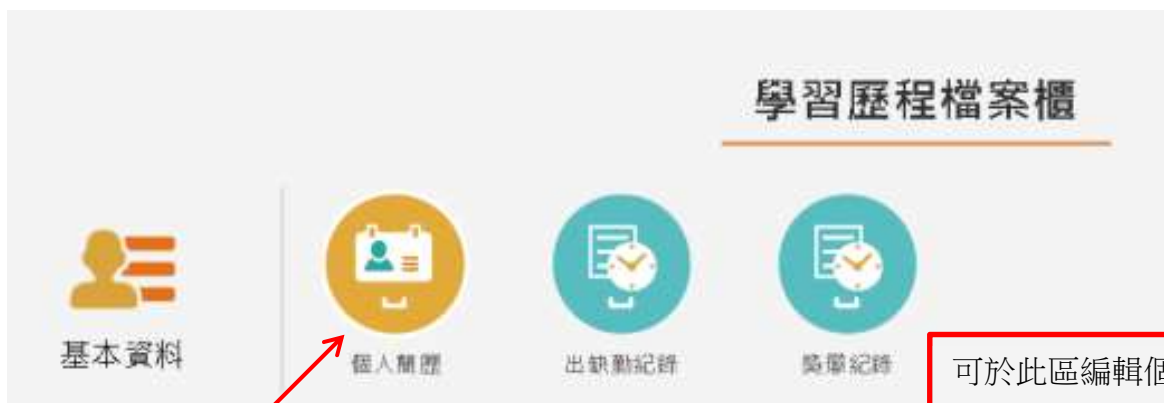 學習歷程檔案櫃
基本資料
個人簡歷
出缺勤紀錄
獎懲紀錄
可於此區編輯個